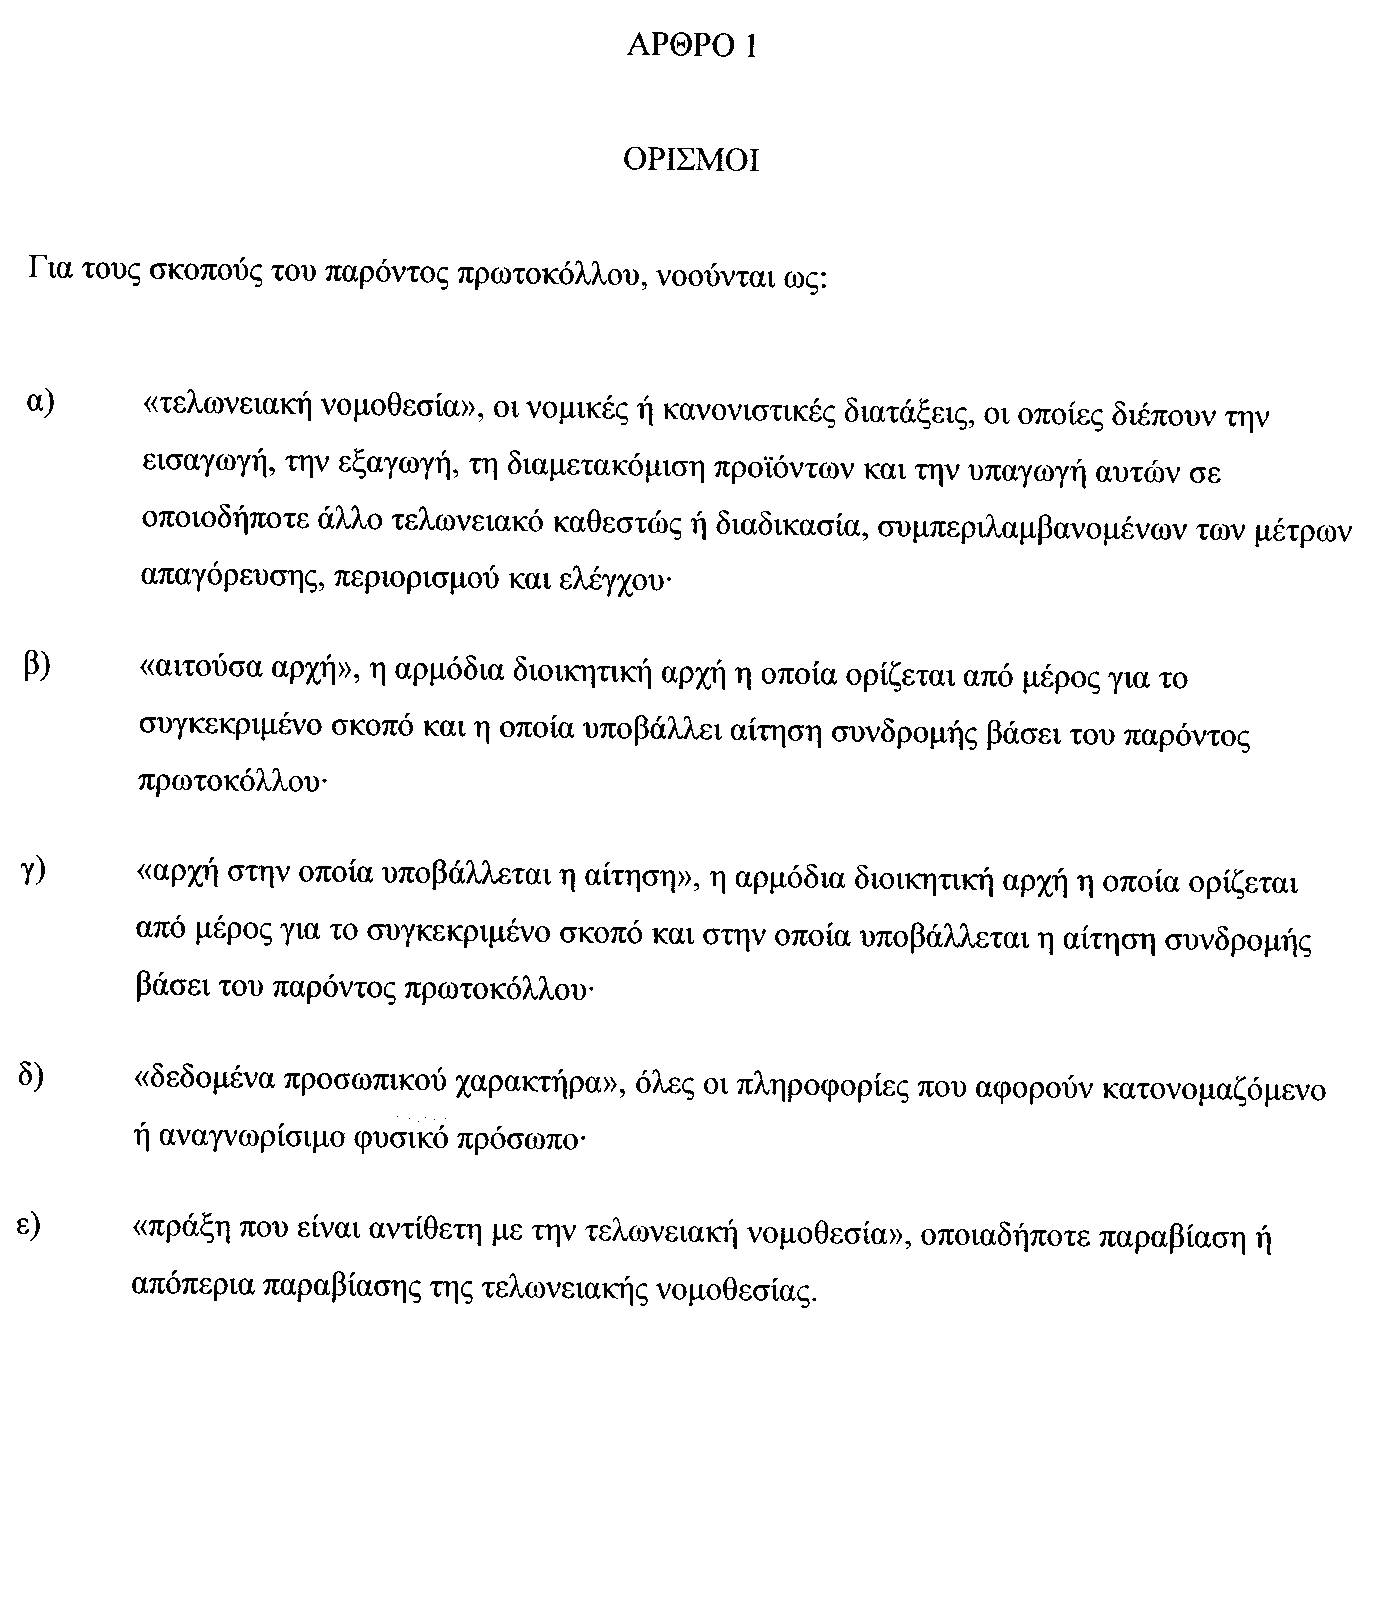 ΑΡΘΡΟ 1
ΟΡΙΣΜΟΙ
Για τους σκοπούς του παρόντος πρωτοκόλλου, νοούνται ως:
α) «τελωνειακή νομοθεσία», οι νομικές ή κανονιστικές διατάξεις, οι οποίες διέπουν την
εισαγωγή, την εξαγωγή, τη διαμετακόμιση προϊόντων και την υπαγωγή αυτών σε
οποιοδήποτε άλλο τελωνειακό καθεστώς ή διαδικασία, συμπεριλαμβανομένων των μέτρων
απαγόρευσης, περιορισμού και ελέγχου·
β) «αιτούσα αρχή», η αρμόδια διοικητική αρχή η οποία ορίζεται από μέρος για το
συγκεκριμένο σκοπό και η οποία υποβάλλει αίτηση συνδρομής βάσει του παρόντος
πρωτοκόλλου·
γ) «αρχή στην οποία υποβάλλεται η αίτηση», η αρμόδια διοικητική αρχή η οποία ορίζεται
από μέρος για το συγκεκριμένο σκοπό και στην οποία υποβάλλεται η αίτηση συνδρομής
βάσει του παρόντος πρωτοκόλλου·
δ) «δεδομένα προσωπικού χαρακτήρα», όλες οι πληροφορίες που αφορούν κατονομαζόμενο
ή αναγνωρίσιμο φυσικό πρόσωπο·
ε) «πράξη που είναι αντίθετη με την τελωνειακή νομοθεσία», οποιαδήποτε παραβίαση ή
απόπερια παραβίασης της τελωνειακής νομοθεσίας.